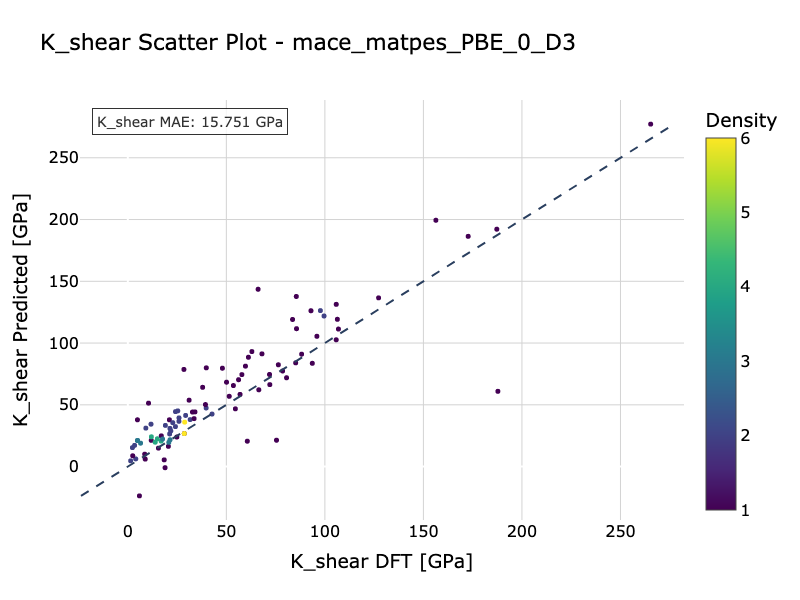 K_shear Scatter Plot - mace_matpes_PBE_0_D3
K_shear MAE: 15.751 GPa
Density
6
5
4
3
2
1
K_shear Predicted [GPa]
250
200
150
100
50
0
0 50 100 150 200 250
K_shear DFT [GPa]